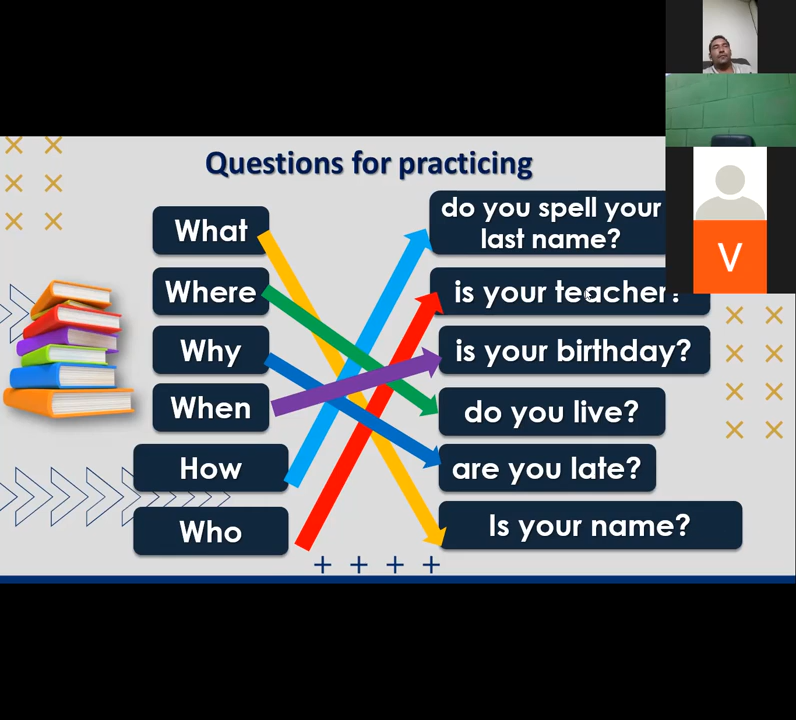 Questions for practicing
What
Where
Why
When
How
Who
do you spell your
last name?
is your teacher?
is your birthday?
do you live?
are you late?
Is your name?
V